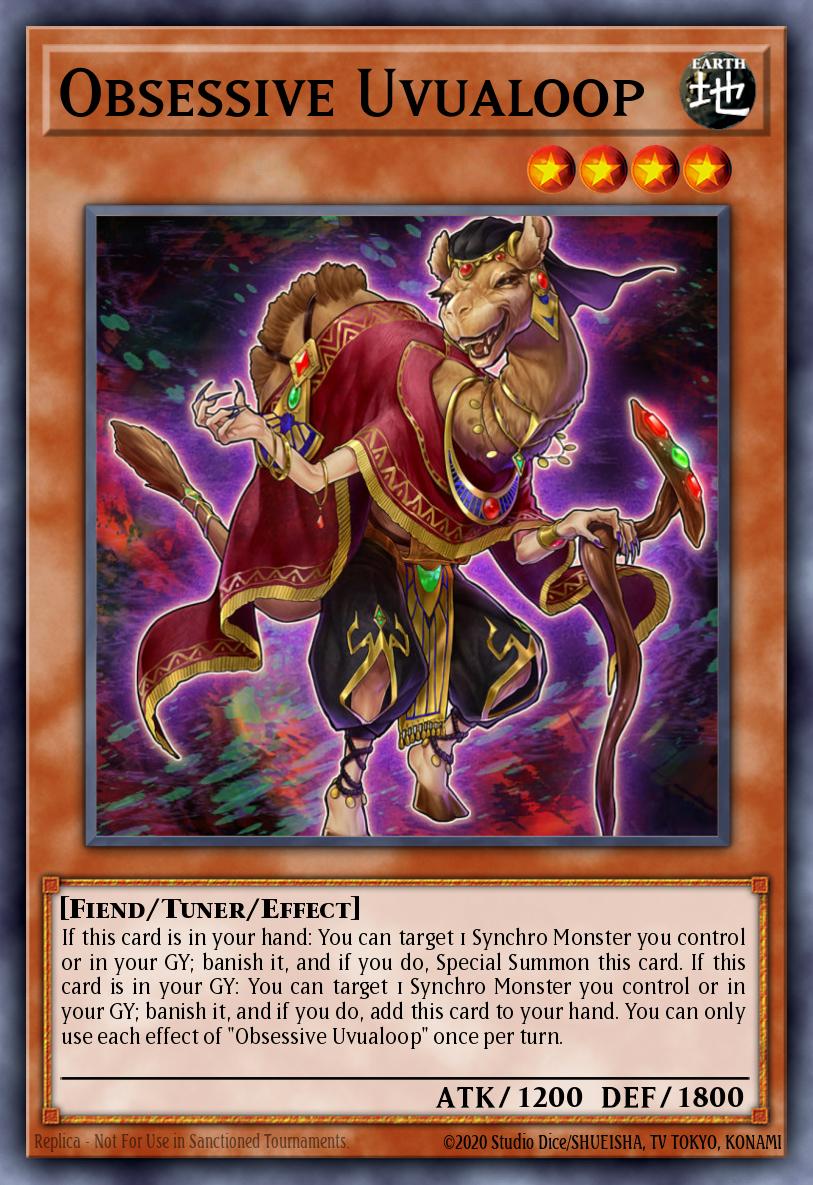 Obsessive Uvualoop
EARTH
地
[Fiend/Tuner/Effect]
If this card is in your hand: You can target 1 Synchro Monster you control
or in your GY; banish it, and if you do, Special Summon this card. If this
card is in your GY: You can target 1 Synchro Monster you control or in
your GY; banish it, and if you do, add this card to your hand. You can only
use each effect of "Obsessive Uvualoop" once per turn.
ATK/1200 DEF/1800
Replica - Not For Use in Sanctioned Tournaments.
©2020 Studio Dice/SHUEISHA, TV TOKYO, KONAMI